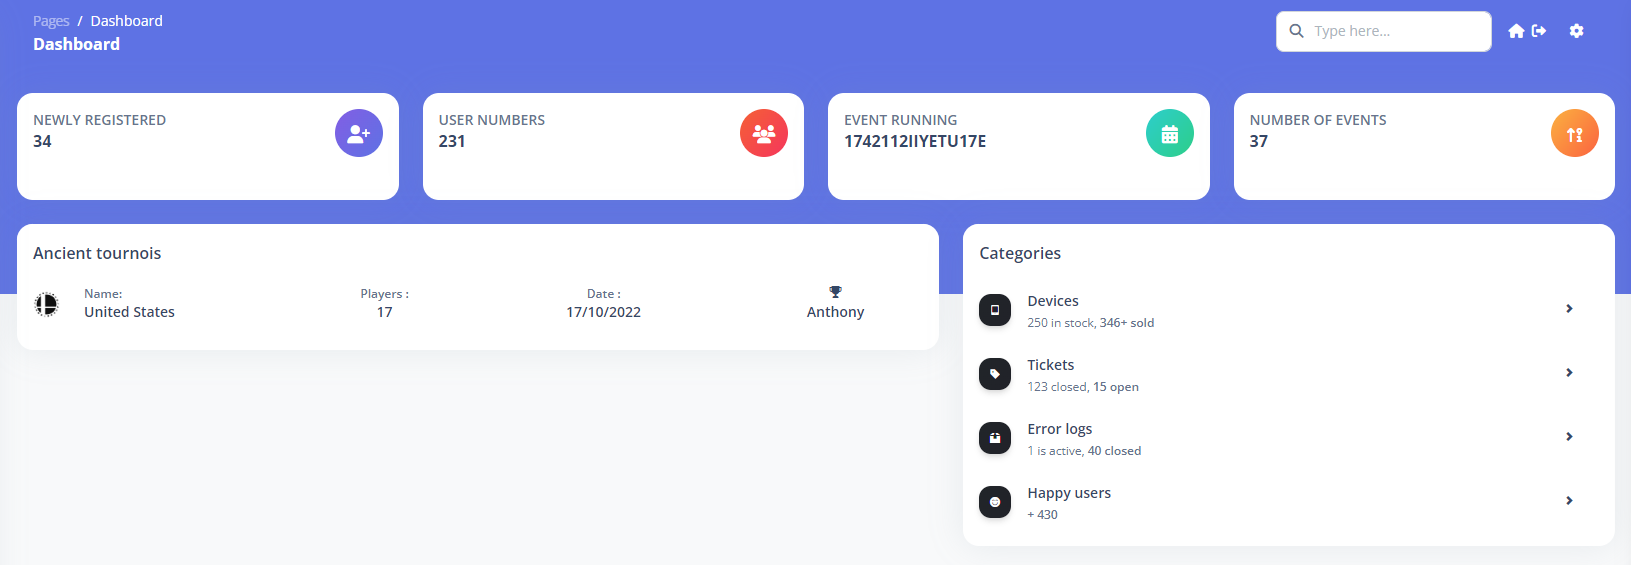 Pages / Dashboard
Dashboard
Type here...
NEWLY REGISTERED
34
USER NUMBERS
231
EVENT RUNNING
1742112IIYETU17E
NUMBER OF EVENTS
37
Ancient tournois
Name:
United States
Players :
17
Date :
17/10/2022
Anthony
Categories
Devices
250 in stock, 346+ sold
Tickets
123 closed, 15 open
Error logs
1 is active, 40 closed
Happy users
+ 430